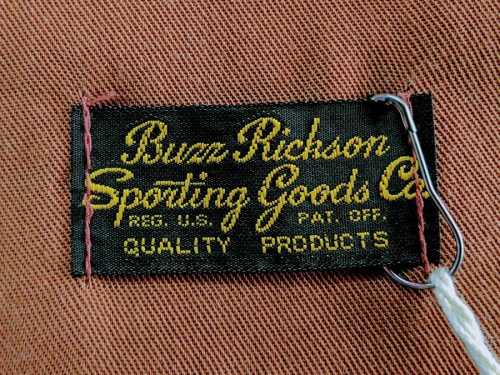 Buzz Rickson
Sporting Goods Co.
REG. U.S. PAT. OFF.
QUALITY PRODUCTS